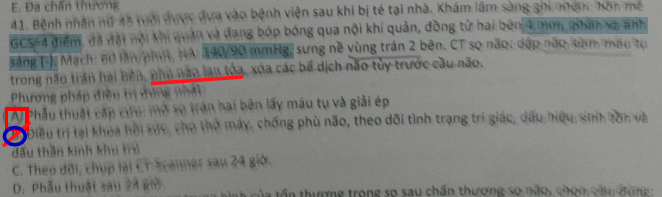 E. Đa chấn thương
41. Bệnh nhân nữ 45 tuổi được đưa vào bệnh viện sau khi bị té tại nhà. Khám lâm sàng ghi nhận: hôn mê
GCS=4 điểm, đã đặt nội khí quản và đang bóp bóng qua nội khí quản, đồng tử hai bên 4 mm, phản xạ ánh
sáng (-). Mạch: 60 lần/phút, HA: 140/90 mmHg, sưng nề vùng trán 2 bên. CT sọ não: dập não kèm máu tụ
trong não trán hai bên, phù não lan tỏa, xóa các bể dịch não tủy trước cầu não.
Phương pháp điều trị đúng nhất:
A. Phẫu thuật cấp cứu: mở sọ trán hai bên lấy máu tụ và giải ép
B. Điều trị tại khoa hồi sức, cho thở máy, chống phù não, theo dõi tình trạng tri giác, dấu hiệu sinh tồn và
dấu thần kinh khu trú
C. Theo dõi, chụp lại CT Scanner sau 24 giờ.
D. Phẫu thuật sau 24 giờ.
hình của tổn thương trong sọ sau chấn thương sọ não, chọn câu đúng: